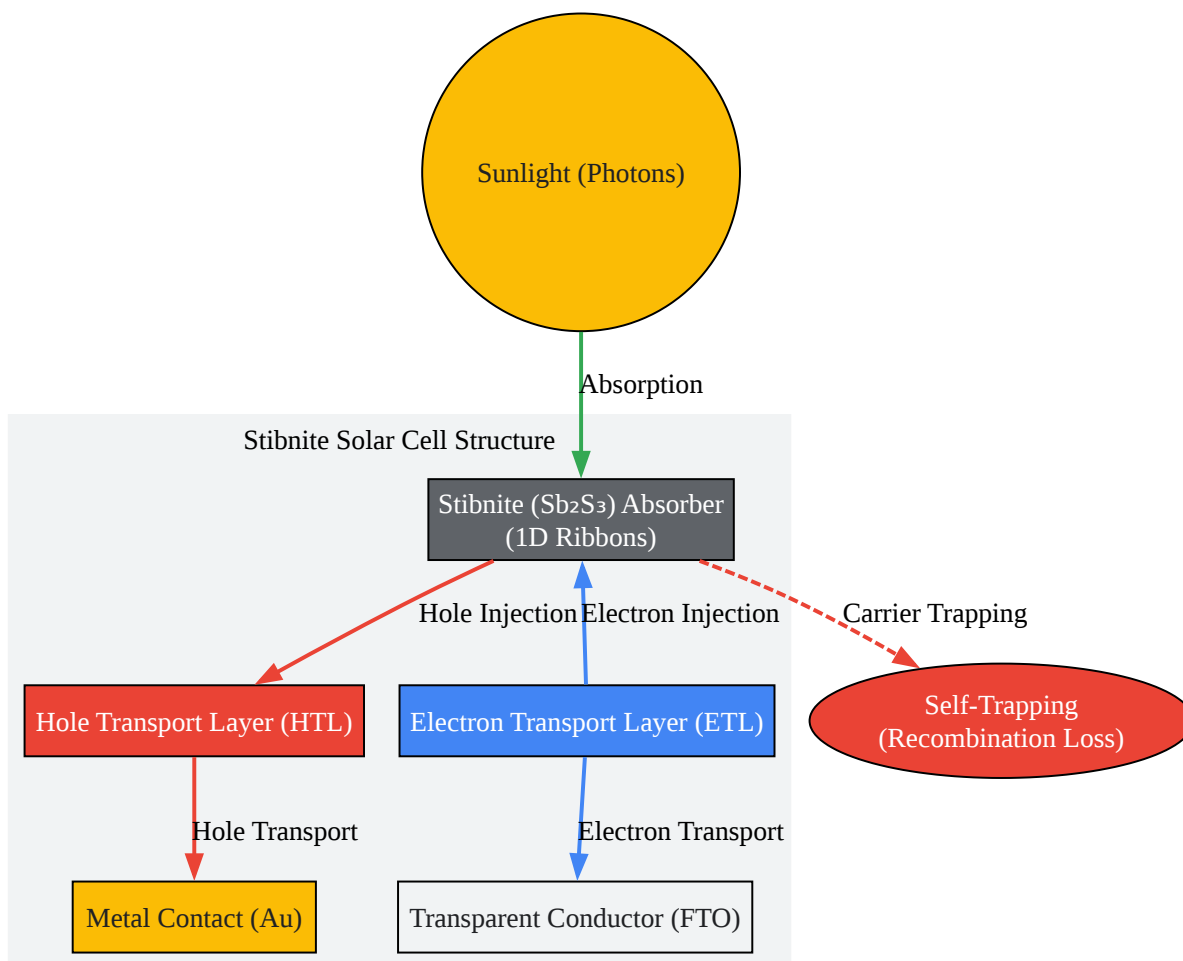 Sunlight (Photons)
Absorption
Stibnite Solar Cell Structure
Stibnite (Sb₂S₃) Absorber
(1D Ribbons)
Hole Injection
Electron Injection
Carrier Trapping
Hole Transport Layer (HTL)
Electron Transport Layer (ETL)
Self-Trapping
(Recombination Loss)
Hole Transport
Electron Transport
Metal Contact (Au)
Transparent Conductor (FTO)